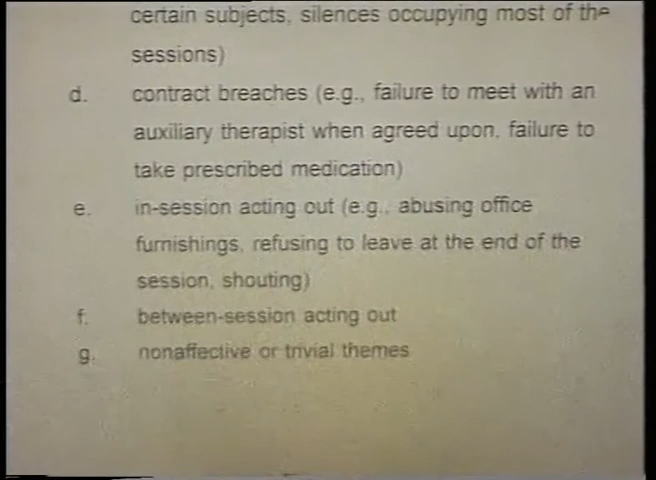 certain subjects, silences occupying most of the
sessions)
d. contract breaches (e.g., failure to meet with an
auxiliary therapist when agreed upon, failure to
take prescribed medication)
e. in-session acting out (e.g., abusing office
furnishings, refusing to leave at the end of the
session, shouting)
f. between-session acting out
g. nonaffective or trivial themes